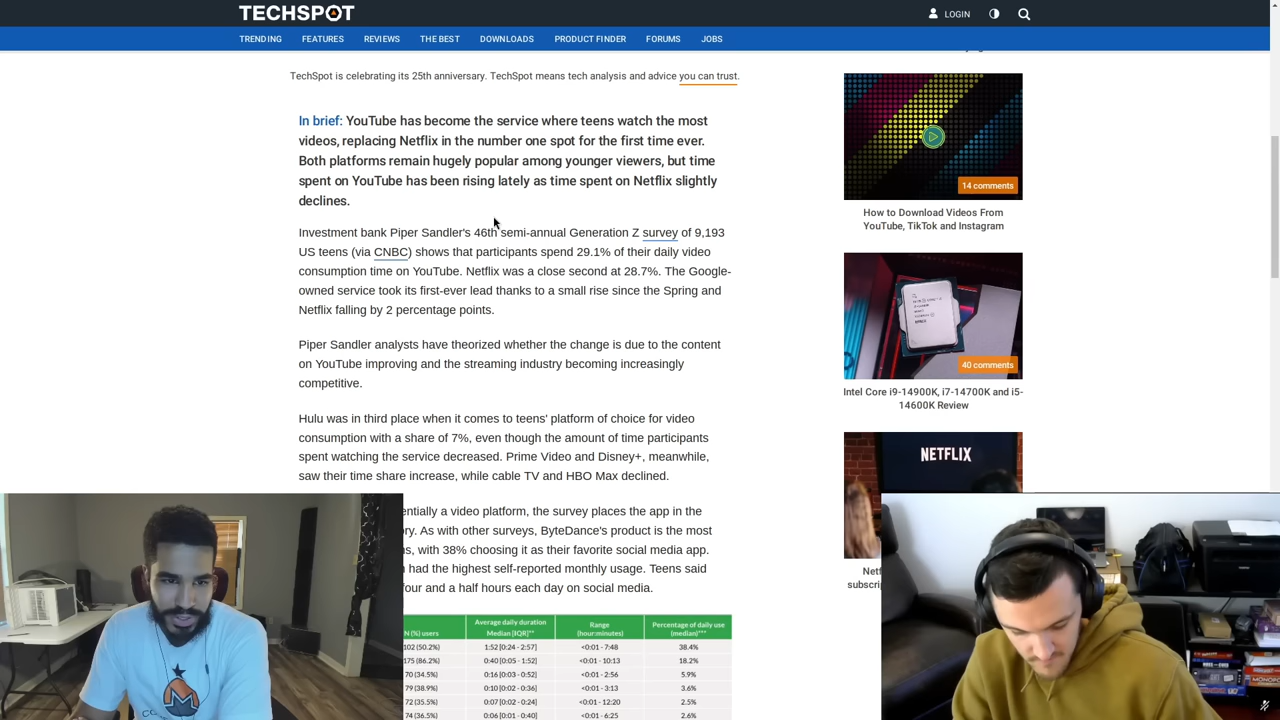 TECHSPOT
LOGIN
TRENDING FEATURES REVIEWS THE BEST DOWNLOADS PRODUCT FINDER FORUMS JOBS
TechSpot is celebrating its 25th anniversary. TechSpot means tech analysis and advice you can trust.
In brief: YouTube has become the service where teens watch the most
videos, replacing Netflix in the number one spot for the first time ever.
Both platforms remain hugely popular among younger viewers, but time
spent on YouTube has been rising lately as time spent on Netflix slightly
declines.
Investment bank Piper Sandler's 46th semi-annual Generation Z survey of 9,193
US teens (via CNBC) shows that participants spend 29.1% of their daily video
consumption time on YouTube. Netflix was a close second at 28.7%. The Google-
owned service took its first-ever lead thanks to a small rise since the Spring and
Netflix falling by 2 percentage points.
Piper Sandler analysts have theorized whether the change is due to the content
on YouTube improving and the streaming industry becoming increasingly
competitive.
Hulu was in third place when it comes to teens' platform of choice for video
consumption with a share of 7%, even though the amount of time participants
spent watching the service decreased. Prime Video and Disney+, meanwhile,
saw their time share increase, while cable TV and HBO Max declined.
entially a video platform, the survey places the app in the
ory. As with other surveys, ByteDance's product is the most
ns, with 38% choosing it as their favorite social media app.
had the highest self-reported monthly usage. Teens said
four and a half hours each day on social media.
N (%) users Average daily duration Median [IQR]** Range (hour:minutes) Percentage of daily use (median)***
102 (50.2%) 1:52 [0:24 - 2:57] <0:01 - 7:48 38.4%
175 (86.2%) 0:40 [0:05 - 1:52] <0:01 - 10:13 18.2%
70 (34.5%) 0:16 [0:03 - 0:52] <0:01 - 2:56 5.9%
79 (38.9%) 0:10 [0:02 - 0:36] <0:01 - 3:13 3.6%
72 (35.5%) 0:07 [0:02 - 0:24] <0:01 - 12:20 2.5%
74 (36.5%) 0:06 [0:01 - 0:40] <0:01 - 6:25 2.6%
14 comments
How to Download Videos From
YouTube, TikTok and Instagram
40 comments
Intel Core i9-14900K, i7-14700K and i5-
14600K Review
NETFLIX
Netf
subscrip